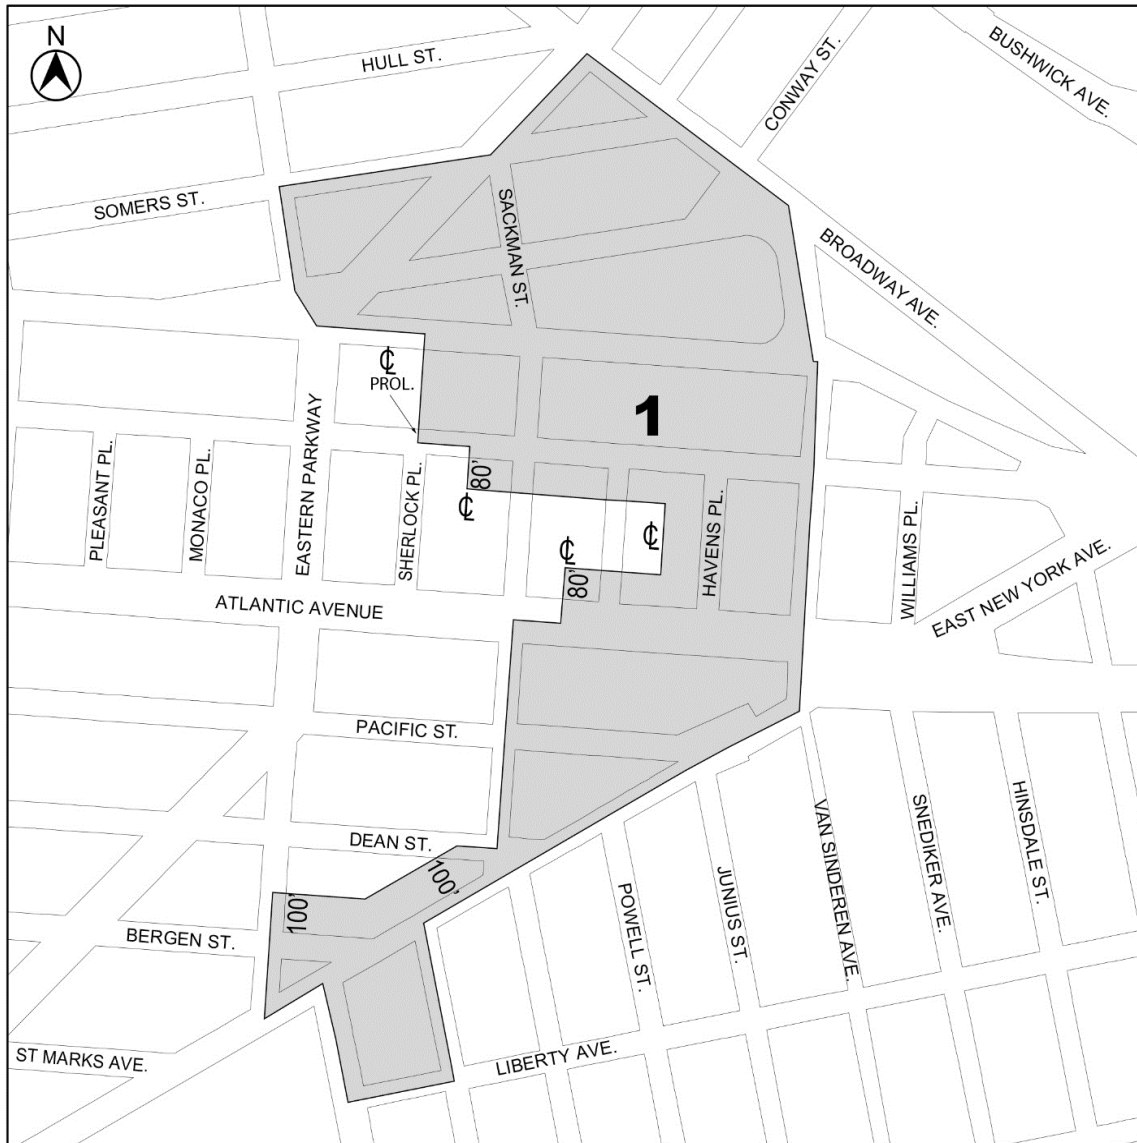 N
HULL ST.
CONWAY ST.
BUSHWICK AVE.
SOMERS ST.
SACKMAN ST.
BROADWAY AVE.
℄
PROL.
1
EASTERN PARKWAY
PLEASANT PL.
MONACO PL.
SHERLOCK PL.
80'
℄
℄
℄
HAVENS PL.
WILLIAMS PL.
80'
EAST NEW YORK AVE.
ATLANTIC AVENUE
PACIFIC ST.
DEAN ST.
VAN SINDEREN AVE.
SNEDIKER AVE.
HINSDALE ST.
100'
100'
JUNIUS ST.
POWELL ST.
BERGEN ST.
ST MARKS AVE.
LIBERTY AVE.